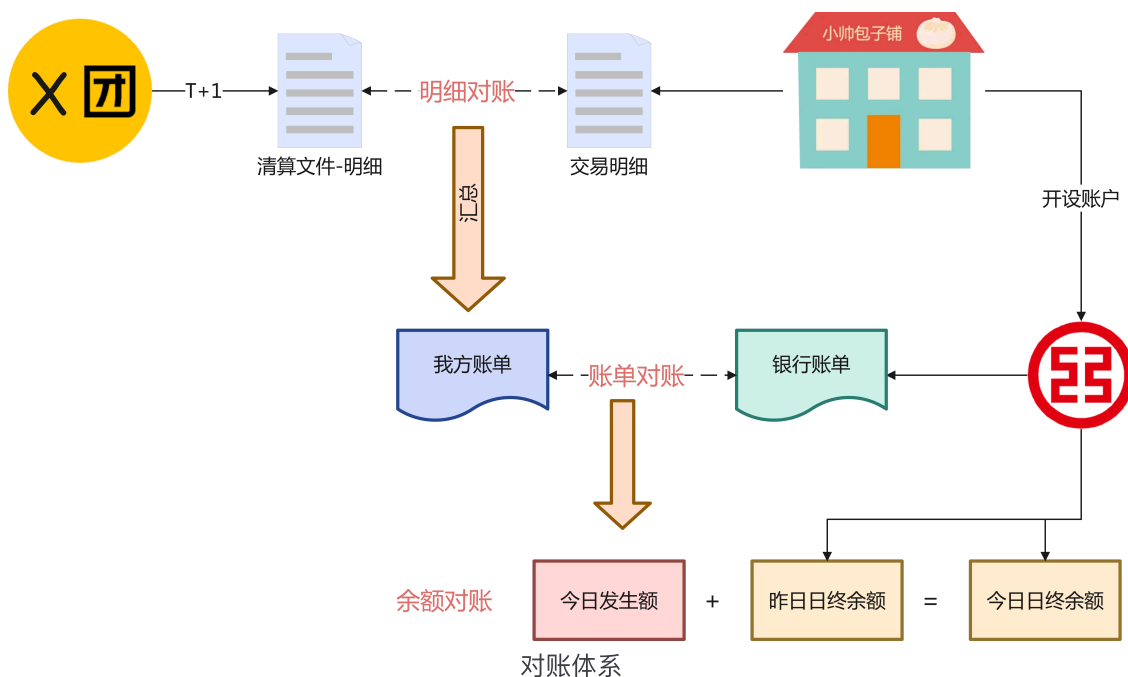 小帅包子铺
X团
T+1
明细对账
清算文件-明细
交易明细
汇总
开设账户
我方账单
账单对账
银行账单
余额对账
今日发生额
+
昨日日终余额
=
今日日终余额
对账体系